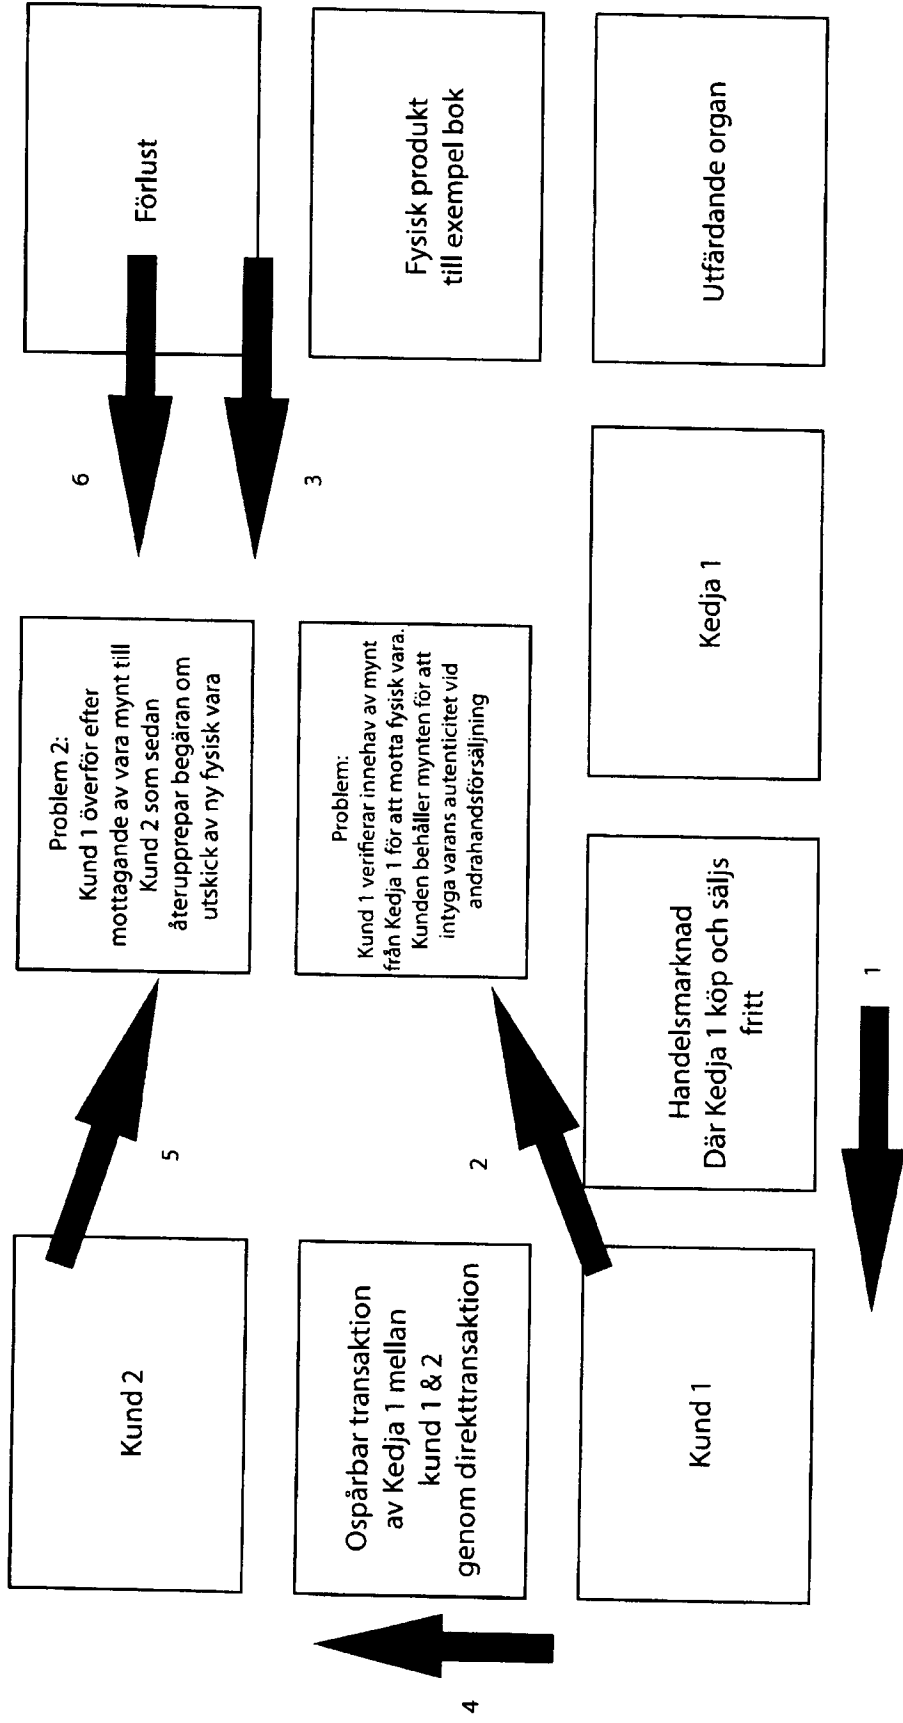 Kund 2
5
Problem 2:
Kund 1 överför efter
mottagande av vara mynt till
Kund 2 som sedan
återupprepar begäran om
utskick av ny fysisk vara
6
Förlust
4
Ospårbar transaktion
av Kedja 1 mellan
kund 1 & 2
genom direkttransaktion
2
Problem:
Kund 1 verifierar innehav av mynt
från Kedja 1 för att motta fysisk vara.
Kunden behåller mynten för att
intyga varans autenticitet vid
andrahandsförsäljning
3
Fysisk produkt
till exempel bok
Kund 1
Handelsmarknad
Där Kedja 1 köp och säljs
fritt
Kedja 1
Utfärdande organ
1